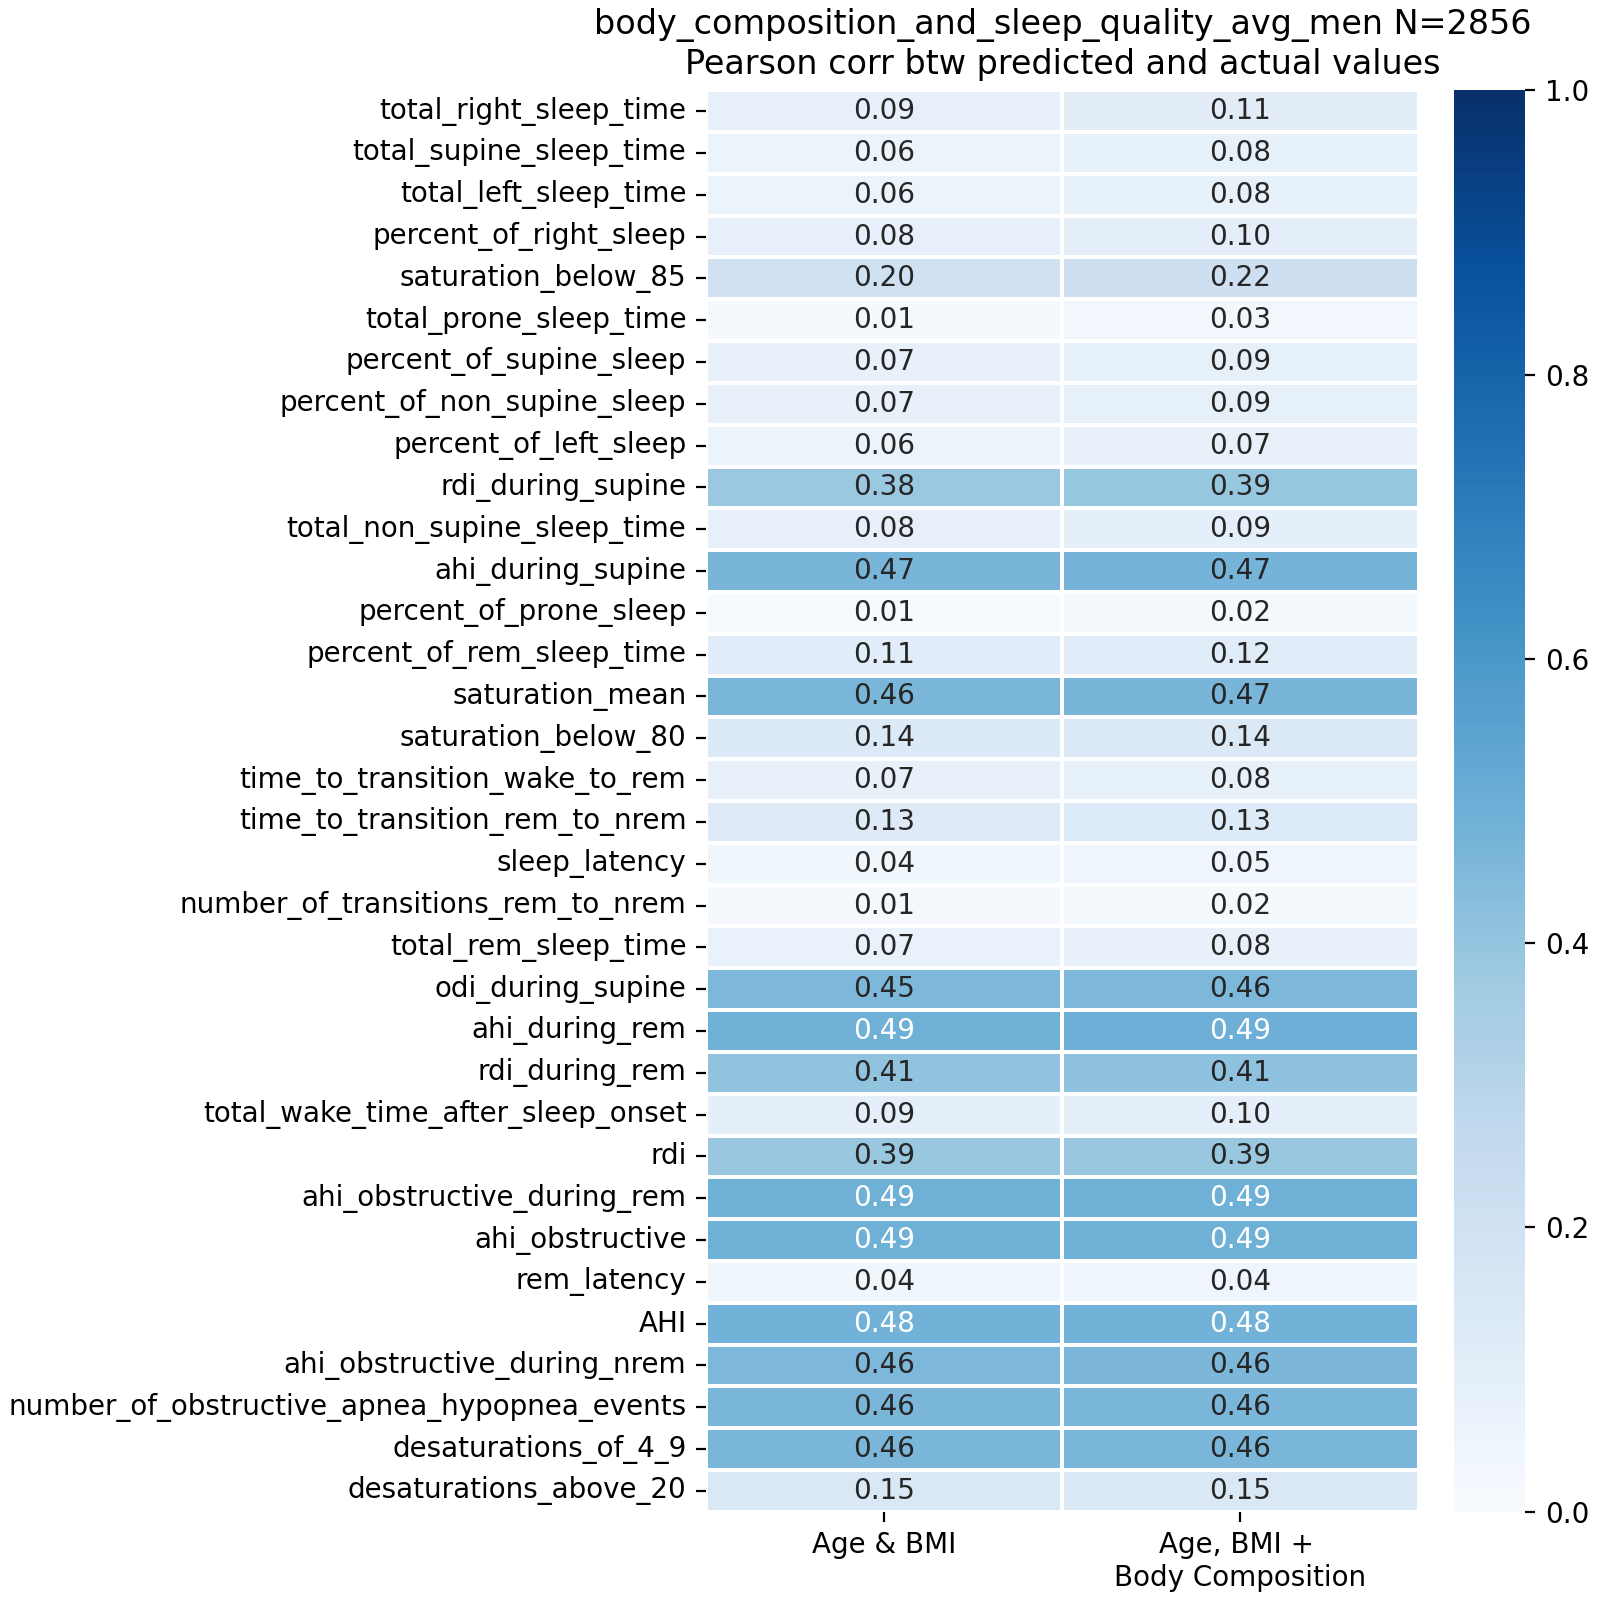 body_composition_and_sleep_quality_avg_men N=2856
Pearson corr btw predicted and actual values
total_right_sleep_time 0.09 0.11
total_supine_sleep_time 0.06 0.08
total_left_sleep_time 0.06 0.08
percent_of_right_sleep 0.08 0.10
saturation_below_85 0.20 0.22
total_prone_sleep_time 0.01 0.03
percent_of_supine_sleep 0.07 0.09
percent_of_non_supine_sleep 0.07 0.09
percent_of_left_sleep 0.06 0.07
rdi_during_supine 0.38 0.39
total_non_supine_sleep_time 0.08 0.09
ahi_during_supine 0.47 0.47
percent_of_prone_sleep 0.01 0.02
percent_of_rem_sleep_time 0.11 0.12
saturation_mean 0.46 0.47
saturation_below_80 0.14 0.14
time_to_transition_wake_to_rem 0.07 0.08
time_to_transition_rem_to_nrem 0.13 0.13
sleep_latency 0.04 0.05
number_of_transitions_rem_to_nrem 0.01 0.02
total_rem_sleep_time 0.07 0.08
odi_during_supine 0.45 0.46
ahi_during_rem 0.49 0.49
rdi_during_rem 0.41 0.41
total_wake_time_after_sleep_onset 0.09 0.10
rdi 0.39 0.39
ahi_obstructive_during_rem 0.49 0.49
ahi_obstructive 0.49 0.49
rem_latency 0.04 0.04
AHI 0.48 0.48
ahi_obstructive_during_nrem 0.46 0.46
number_of_obstructive_apnea_hypopnea_events 0.46 0.46
desaturations_of_4_9 0.46 0.46
desaturations_above_20 0.15 0.15
Age & BMI
Age, BMI +
Body Composition
1.0
0.8
0.6
0.4
0.2
0.0